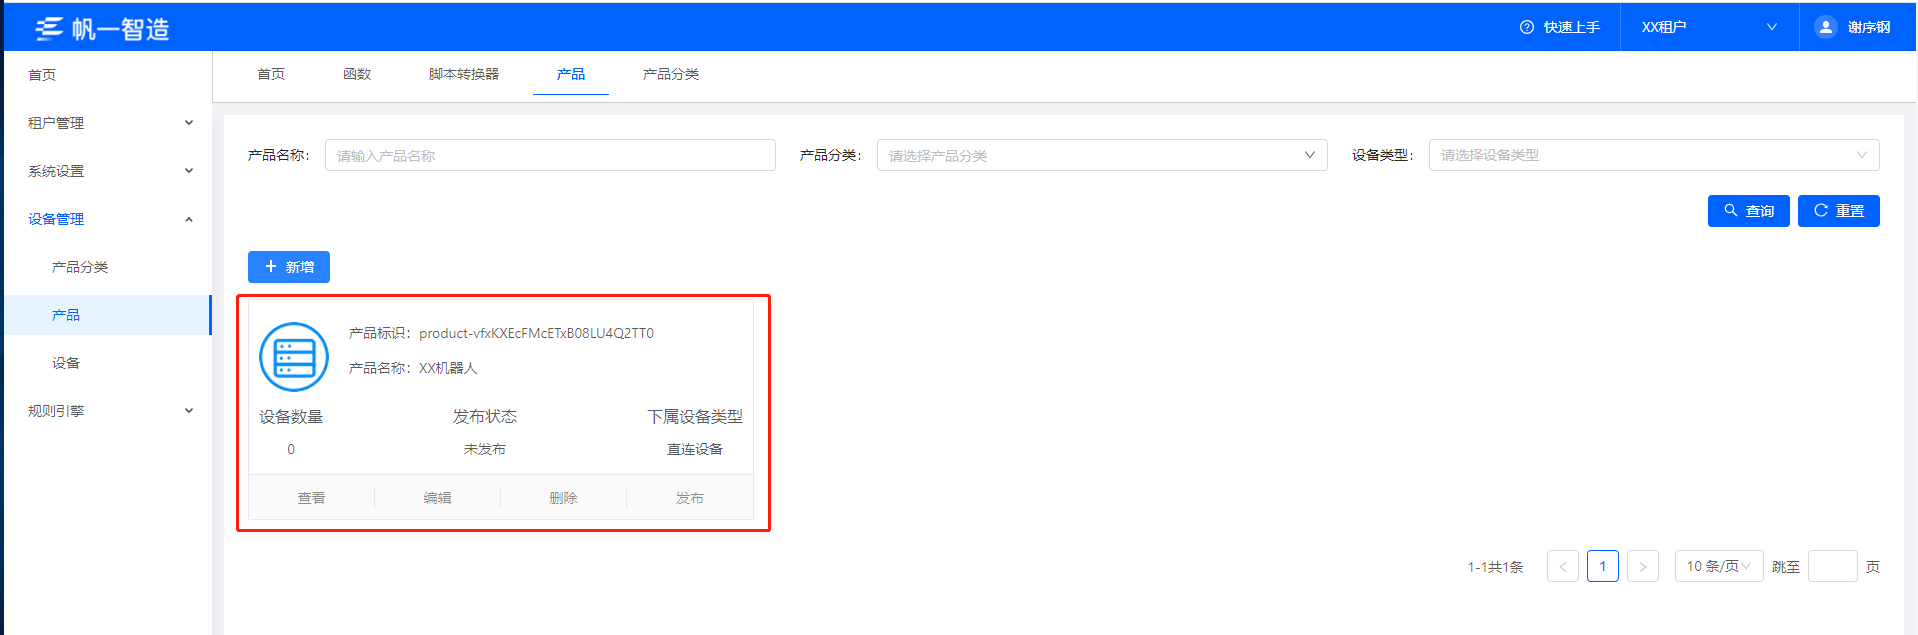 帆一智造
快速上手
XX租户
谢序钢
首页
租户管理
系统设置
设备管理
产品分类
产品
设备
规则引擎
首页 函数 脚本转换器 产品 产品分类
产品名称： 请输入产品名称 产品分类： 请选择产品分类 设备类型： 请选择设备类型
查询 重置
新增
产品标识：product-vfxKXEcFMcETxB08LU4Q2TT0
产品名称：XX机器人
设备数量 发布状态 下属设备类型
0 未发布 直连设备
查看 编辑 删除 发布
1-1共1条 < 1 > 10 条/页 跳至 页